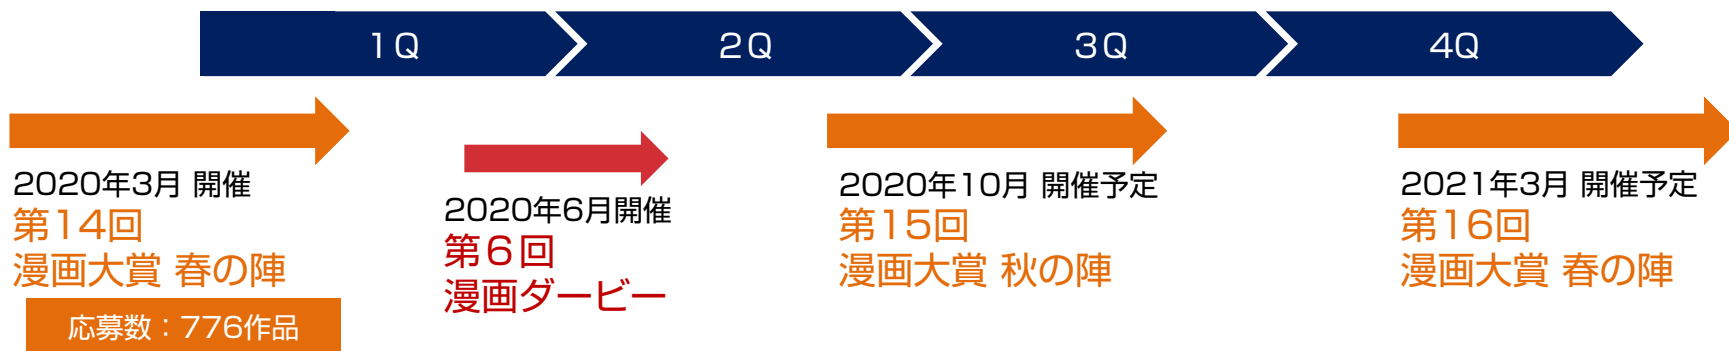 1Q
2Q
3Q
4Q
2020年3月 開催
第14回
漫画大賞 春の陣
応募数：776作品
2020年6月開催
第6回
漫画ダービー
2020年10月 開催予定
第15回
漫画大賞 秋の陣
2021年3月 開催予定
第16回
漫画大賞 春の陣